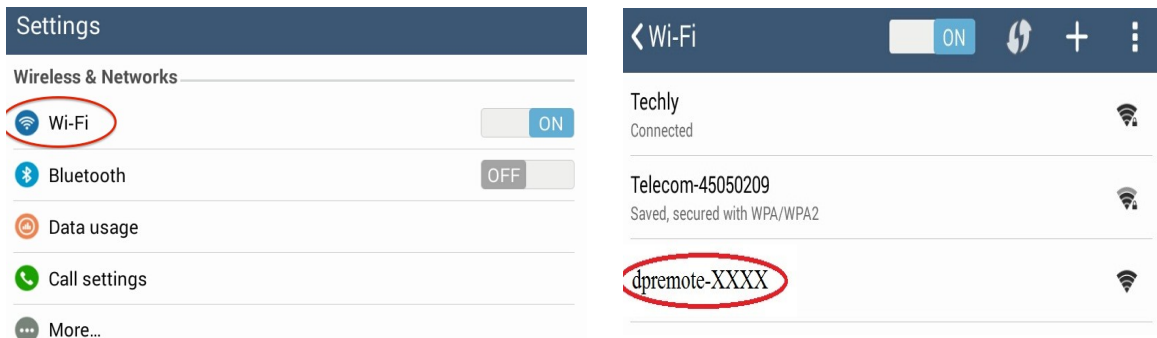 Settings
Wireless & Networks
Wi-Fi
ON
Bluetooth
OFF
Data usage
Call settings
More...
Wi-Fi
ON
Techly
Connected
Telecom-45050209
Saved, secured with WPA/WPA2
dpremote-XXXX